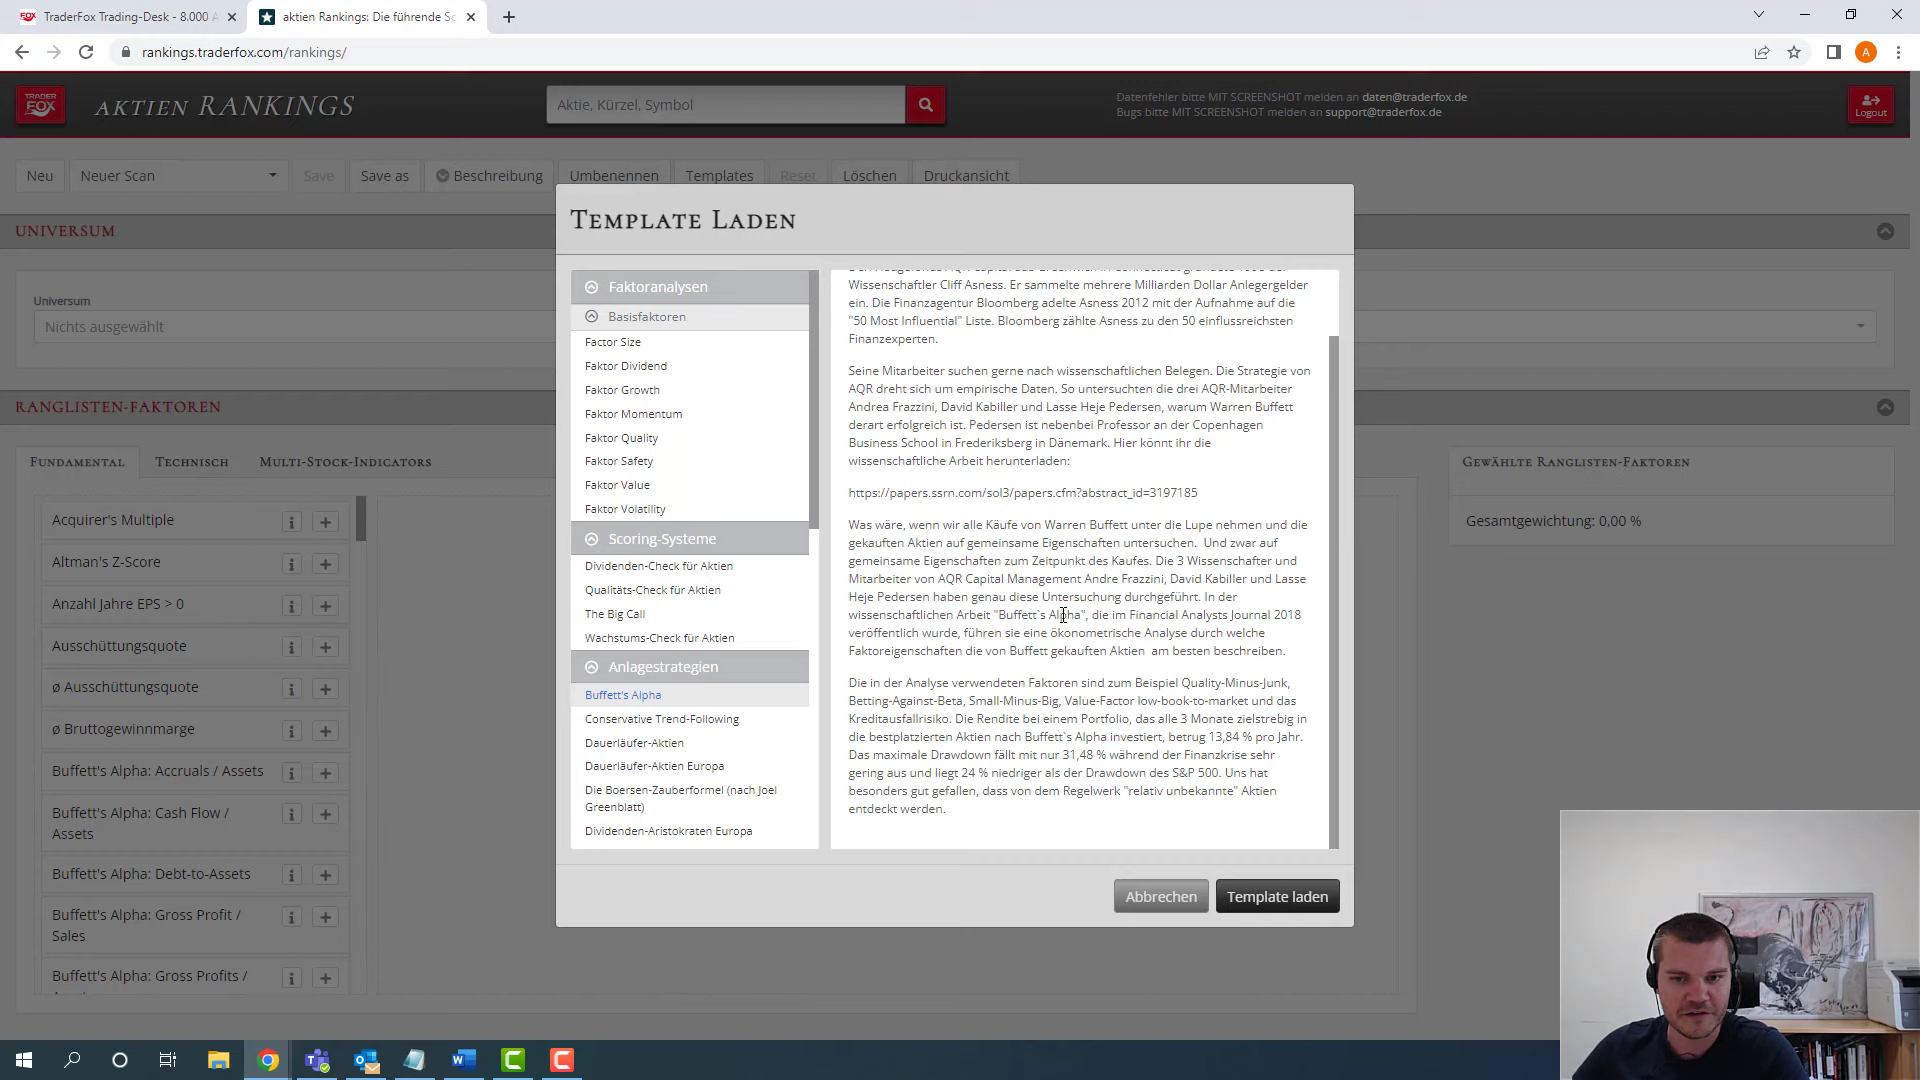 TraderFox Trading-Desk - 8.000 A
aktien Rankings: Die führende Sc
rankings.traderfox.com/rankings/
A
TRADER
FOX
AKTIEN RANKINGS
Aktie, Kürzel, Symbol
Datenfehler bitte MIT SCREENSHOT melden an daten@traderfox.de
Bugs bitte MIT SCREENSHOT melden an support@traderfox.de
Logout
Neu
Neuer Scan
Save
Save as
Beschreibung
Umbenennen
Templates
Reset
Löschen
Druckansicht
UNIVERSUM
Universum
Nichts ausgewählt
RANGLISTEN-FAKTOREN
FUNDAMENTAL
TECHNISCH
MULTI-STOCK-INDICATORS
Acquirer's Multiple
Altman's Z-Score
Anzahl Jahre EPS > 0
Ausschüttungsquote
ø Ausschüttungsquote
ø Bruttogewinnmarge
Buffett's Alpha: Accruals / Assets
Buffett's Alpha: Cash Flow /
Assets
Buffett's Alpha: Debt-to-Assets
Buffett's Alpha: Gross Profit /
Sales
Buffett's Alpha: Gross Profits /
GEWÄHLTE RANGLISTEN-FAKTOREN
Gesamtgewichtung: 0,00 %
TEMPLATE LADEN
Faktoranalysen
Basisfaktoren
Factor Size
Faktor Dividend
Faktor Growth
Faktor Momentum
Faktor Quality
Faktor Safety
Faktor Value
Faktor Volatility
Scoring-Systeme
Dividenden-Check für Aktien
Qualitäts-Check für Aktien
The Big Call
Wachstums-Check für Aktien
Anlagestrategien
Buffett's Alpha
Conservative Trend-Following
Dauerläufer-Aktien
Dauerläufer-Aktien Europa
Die Boersen-Zauberformel (nach Joel
Greenblatt)
Dividenden-Aristokraten Europa
Wissenschaftler Cliff Asness. Er sammelte mehrere Milliarden Dollar Anlegergelder
ein. Die Finanzagentur Bloomberg adelte Asness 2012 mit der Aufnahme auf die
"50 Most Influential" Liste. Bloomberg zählte Asness zu den 50 einflussreichsten
Finanzexperten.
Seine Mitarbeiter suchen gerne nach wissenschaftlichen Belegen. Die Strategie von
AQR dreht sich um empirische Daten. So untersuchten die drei AQR-Mitarbeiter
Andrea Frazzini, David Kabiller und Lasse Heje Pedersen, warum Warren Buffett
derart erfolgreich ist. Pedersen ist nebenbei Professor an der Copenhagen
Business School in Frederiksberg in Dänemark. Hier könnt ihr die
wissenschaftliche Arbeit herunterladen:
https://papers.ssrn.com/sol3/papers.cfm?abstract_id=3197185
Was wäre, wenn wir alle Käufe von Warren Buffett unter die Lupe nehmen und die
gekauften Aktien auf gemeinsame Eigenschaften untersuchen. Und zwar auf
gemeinsame Eigenschaften zum Zeitpunkt des Kaufes. Die 3 Wissenschafter und
Mitarbeiter von AQR Capital Management Andre Frazzini, David Kabiller und Lasse
Heje Pedersen haben genau diese Untersuchung durchgeführt. In der
wissenschaftlichen Arbeit "Buffett`s Alpha", die im Financial Analysts Journal 2018
veröffentlich wurde, führen sie eine ökonometrische Analyse durch welche
Faktoreigenschaften die von Buffett gekauften Aktien am besten beschreiben.
Die in der Analyse verwendeten Faktoren sind zum Beispiel Quality-Minus-Junk,
Betting-Against-Beta, Small-Minus-Big, Value-Factor low-book-to-market und das
Kreditausfallrisiko. Die Rendite bei einem Portfolio, das alle 3 Monate zielstrebig in
die bestplatzierten Aktien nach Buffett`s Alpha investiert, betrug 13,84 % pro Jahr.
Das maximale Drawdown fällt mit nur 31,48 % während der Finanzkrise sehr
gering aus und liegt 24 % niedriger als der Drawdown des S&P 500. Uns hat
besonders gut gefallen, dass von dem Regelwerk "relativ unbekannte" Aktien
entdeckt werden.
Abbrechen
Template laden